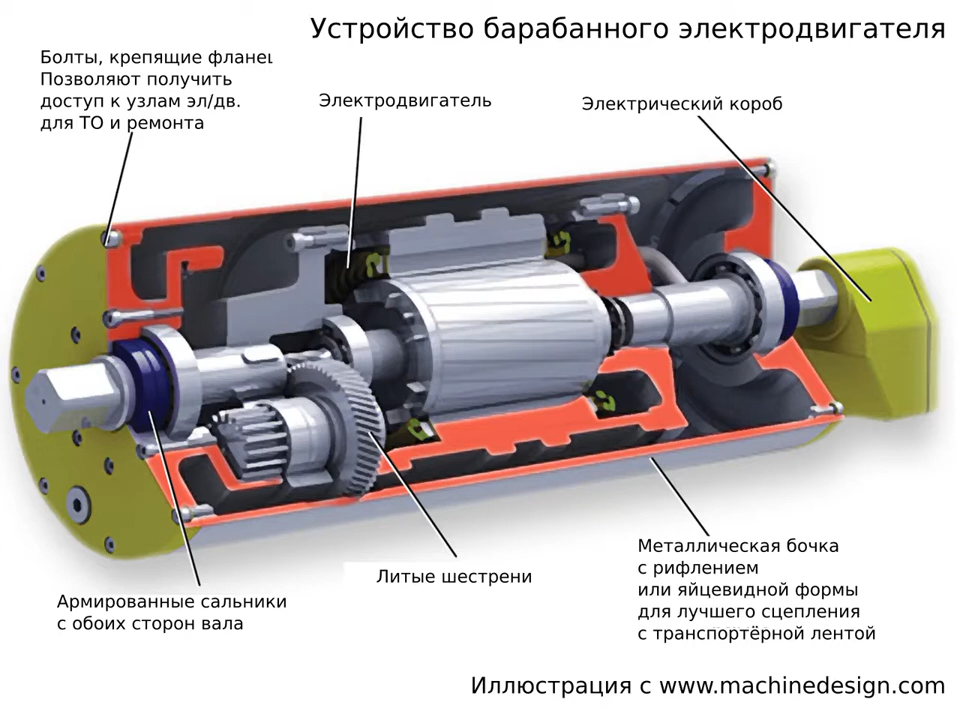 Устройство барабанного электродвигателя
Болты, крепящие фланец
Позволяют получить
доступ к узлам эл/дв.
для ТО и ремонта
Электродвигатель
Электрический короб
Литые шестрени
Армированные сальники
с обоих сторон вала
Металлическая бочка
с рифлением
или яйцевидной формы
для лучшего сцепления
с транспортёрной лентой
Иллюстрация с www.machinedesign.com